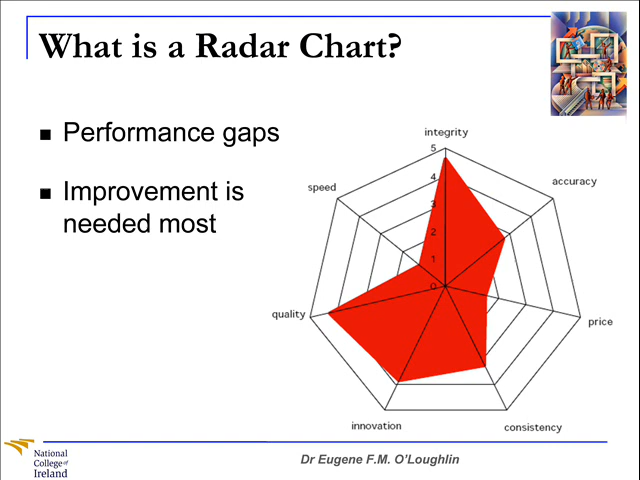 What is a Radar Chart?
Performance gaps
Improvement is
needed most
integrity
5
4
3
2
1
0
accuracy
price
consistency
innovation
quality
speed
National
College of
Ireland
Dr Eugene F.M. O'Loughlin